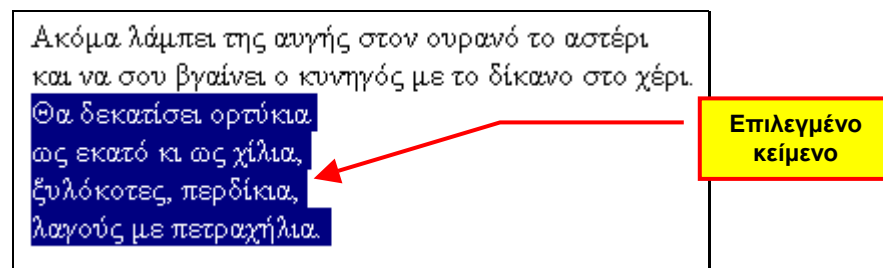 Ακόμα λάμπει της αυγής στον ουρανό το αστέρι
και να σου βγαίνει ο κυνηγός με το δίκανο στο χέρι.
Θα δεκατίσει ορτύκια
ως εκατό κι ως χίλια,
ξυλόκοτες, περδίκια,
λαγούς με πετραχήλια.
Επιλεγμένο
κείμενο